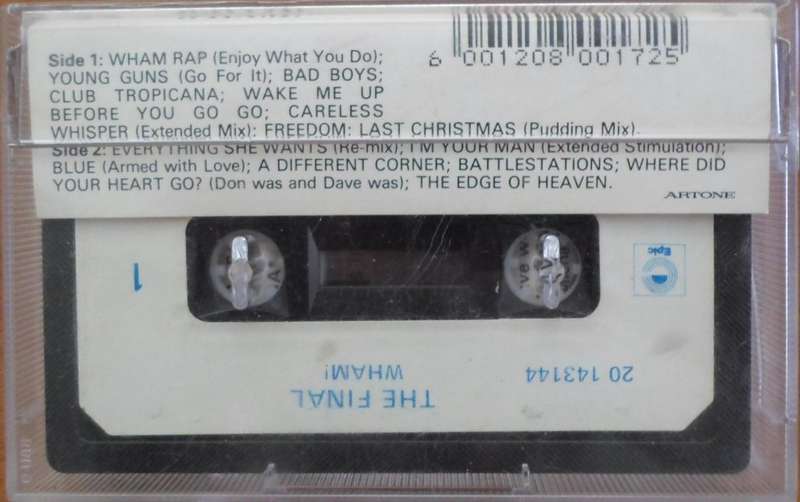 Side 1: WHAM RAP (Enjoy What You Do);
YOUNG GUNS (Go For It); BAD BOYS;
CLUB TROPICANA; WAKE ME UP
BEFORE YOU GO GO; CARELESS
WHISPER (Extended Mix): FREEDOM: LAST CHRISTMAS (Pudding Mix).
6 001208 001725
Side 2: EVERYTHING SHE WANTS (Re-mix); I'M YOUR MAN (Extended Stimulation);
BLUE (Armed with Love); A DIFFERENT CORNER; BATTLESTATIONS; WHERE DID
YOUR HEART GO? (Don was and Dave was); THE EDGE OF HEAVEN.
ARTONE
1
Epic
20 143144
WHAM!
THE FINAL